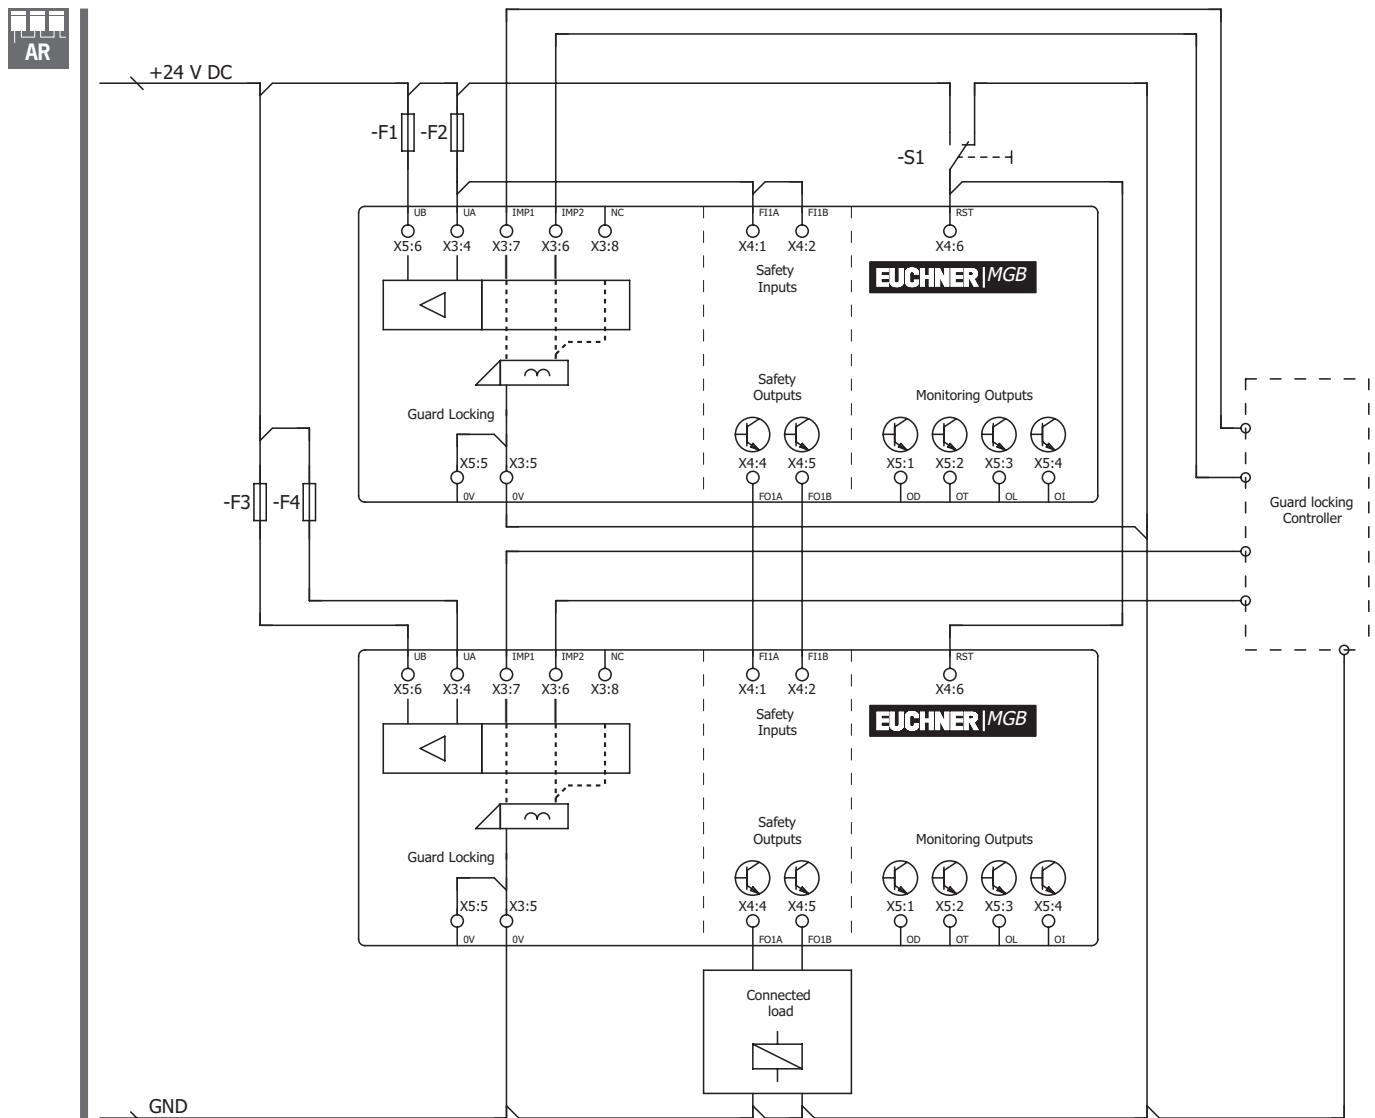 AR
+24 V DC
-F1
-F2
-S1
UB
UA
IMP1
IMP2
NC
FI1A
FI1B
RST
X5:6
X3:4
X3:7
X3:6
X3:8
X4:1
X4:2
X4:6
Safety
Inputs
EUCHNER MGB
Safety
Outputs
Monitoring Outputs
Guard Locking
X5:5
X3:5
X4:4
X4:5
X5:1
X5:2
X5:3
X5:4
0V
0V
FO1A
FO1B
OD
OT
OL
OI
-F3
-F4
Guard locking
Controller
UB
UA
IMP1
IMP2
NC
FI1A
FI1B
RST
X5:6
X3:4
X3:7
X3:6
X3:8
X4:1
X4:2
X4:6
Safety
Inputs
EUCHNER MGB
Safety
Outputs
Monitoring Outputs
Guard Locking
X5:5
X3:5
X4:4
X4:5
X5:1
X5:2
X5:3
X5:4
0V
0V
FO1A
FO1B
OD
OT
OL
OI
Connected
load
GND